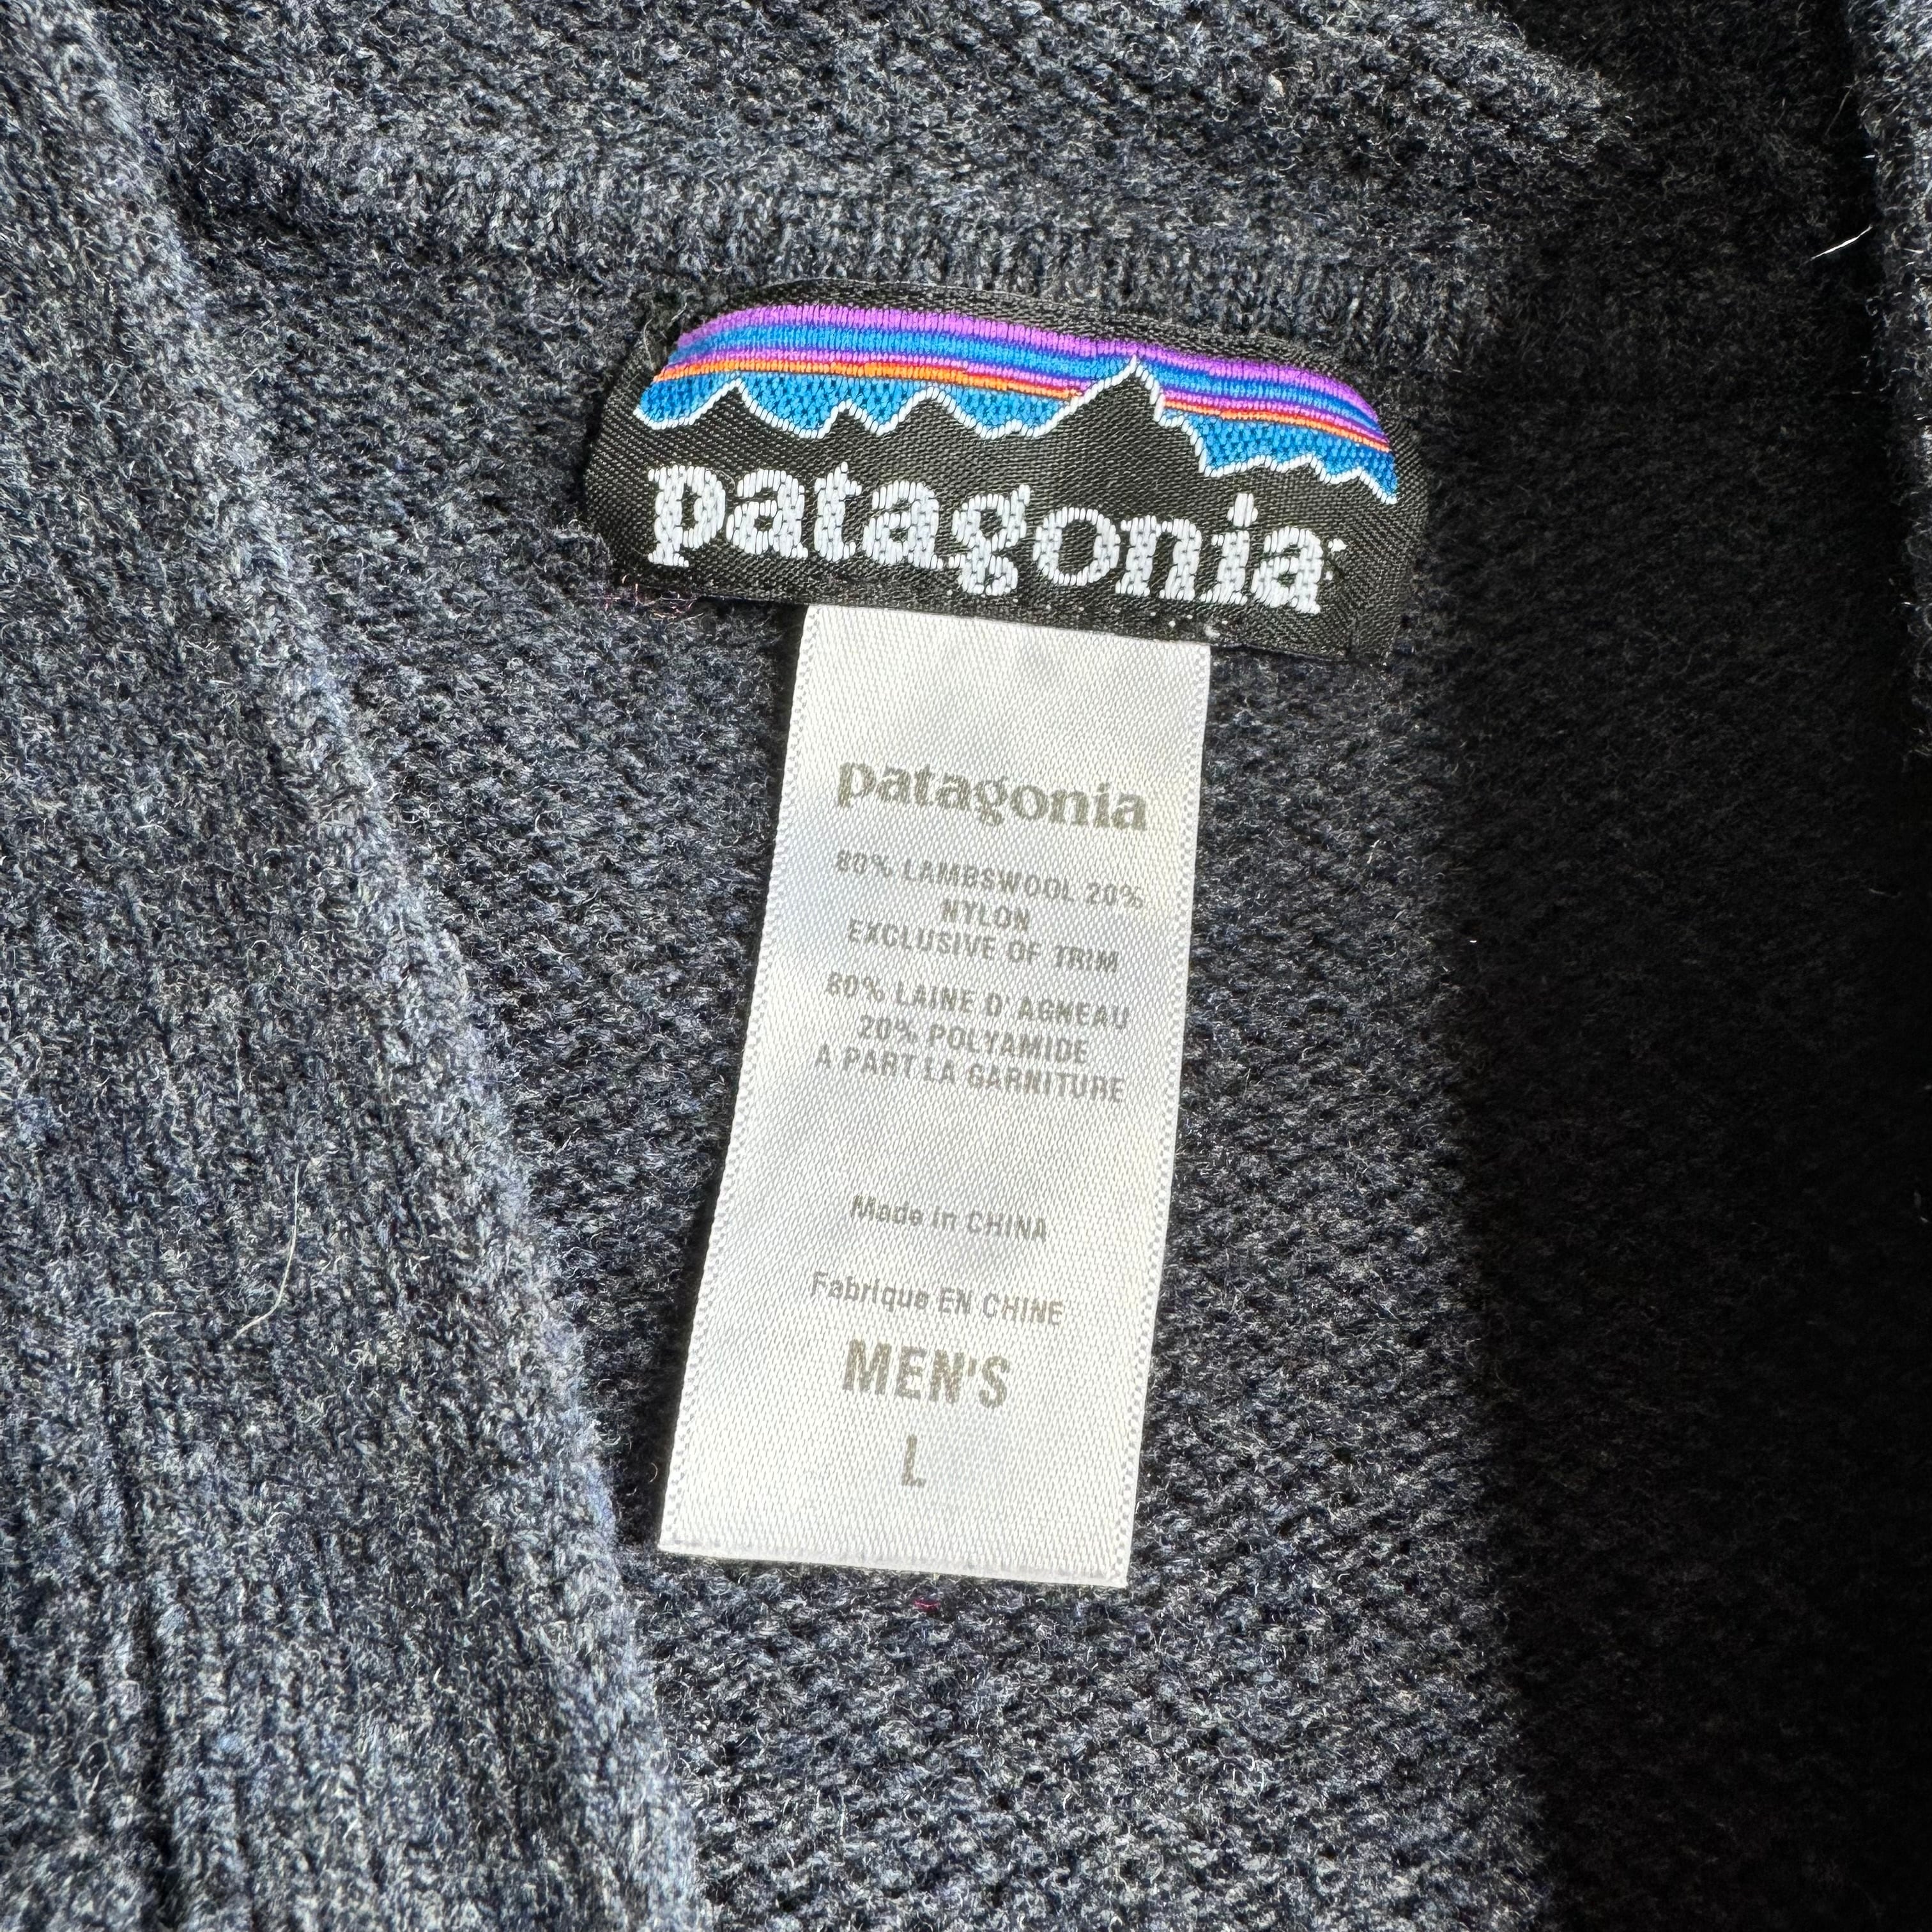 patagonia
patagonia
80% LAMBSWOOL 20%
NYLON
EXCLUSIVE OF TRIM
80% LAINE D'AGNEAU
20% POLYAMIDE
A PART LA GARNITURE
Made in CHINA
Fabrique EN CHINE
MEN'S
L